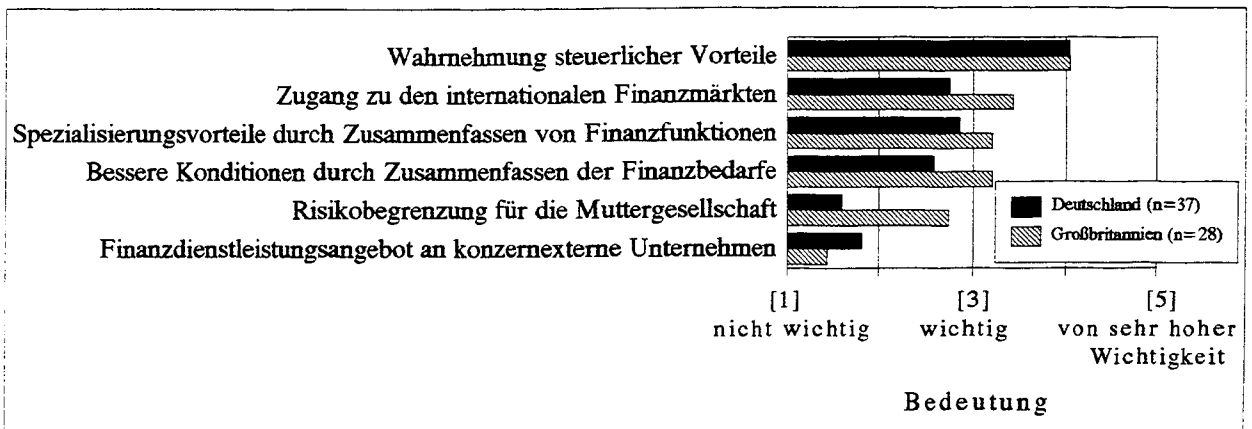 Wahrnehmung steuerlicher Vorteile
Zugang zu den internationalen Finanzmärkten
Spezialisierungsvorteile durch Zusammenfassen von Finanzfunktionen
Bessere Konditionen durch Zusammenfassen der Finanzbedarfe
Risikobegrenzung für die Muttergesellschaft
Finanzdienstleistungsangebot an konzernexterne Unternehmen
Deutschland (n=37)
Großbritannien (n=28)
[1] [3] [5]
nicht wichtig wichtig von sehr hoher
Wichtigkeit
Bedeutung